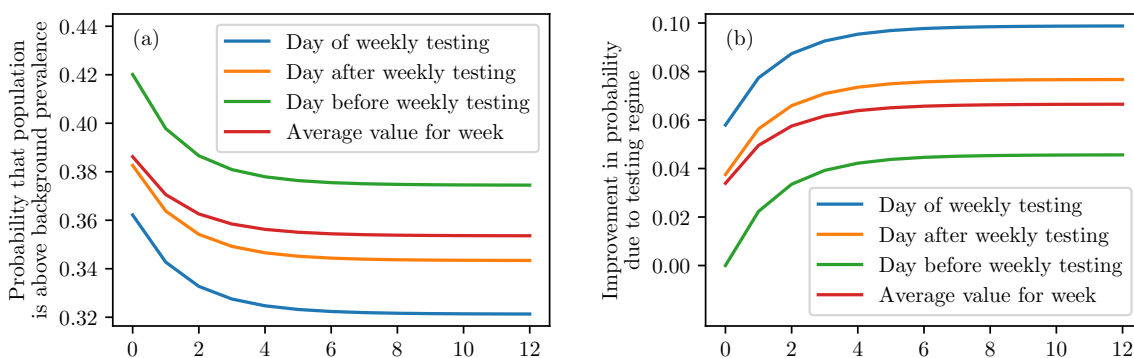 Probability that population
is above background prevalence
0.44
0.42
0.40
0.38
0.36
0.34
0.32
(a)
Day of weekly testing
Day after weekly testing
Day before weekly testing
Average value for week
0 2 4 6 8 10 12
Improvement in probability
due to testing regime
0.10
0.08
0.06
0.04
0.02
0.00
(b)
Day of weekly testing
Day after weekly testing
Day before weekly testing
Average value for week
0 2 4 6 8 10 12